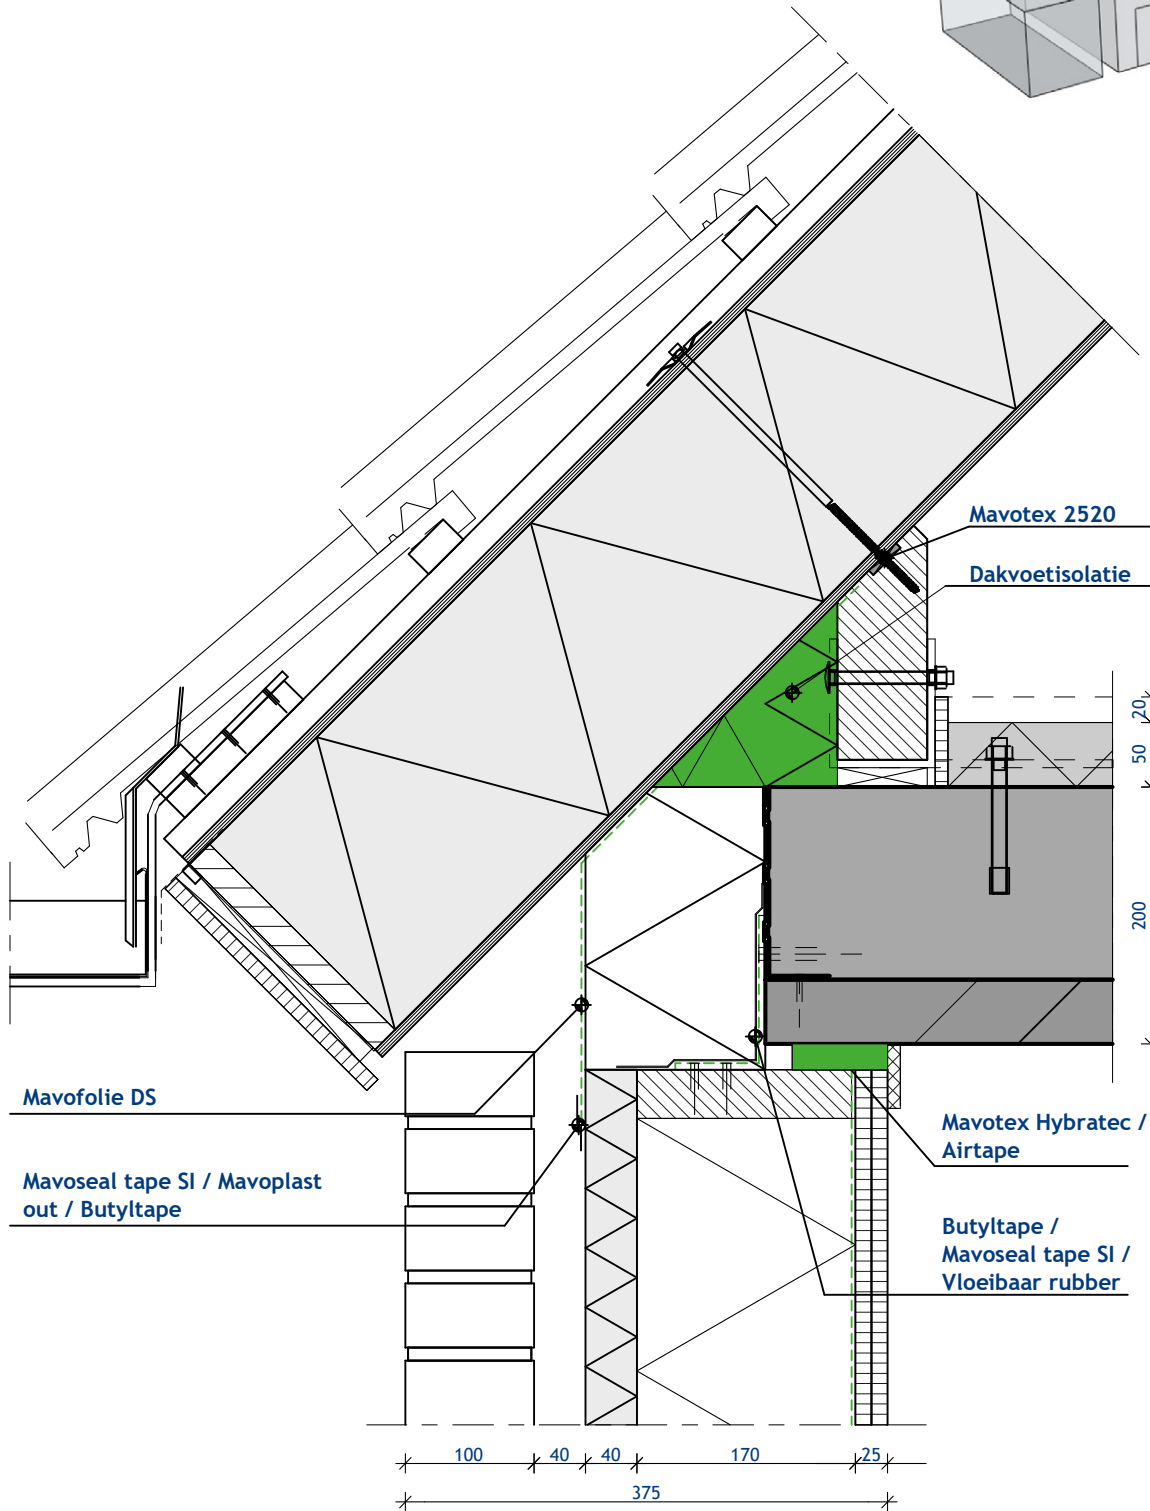 Mavotex 2520
Dakvoetisolatie
20
50
200
Mavofolie DS
Mavoseal tape SI / Mavoplast
out / Butyltape
Mavotex Hybratec /
Airtape
Butyltape /
Mavoseal tape SI /
Vloeibaar rubber
100
40
40
170
25
375